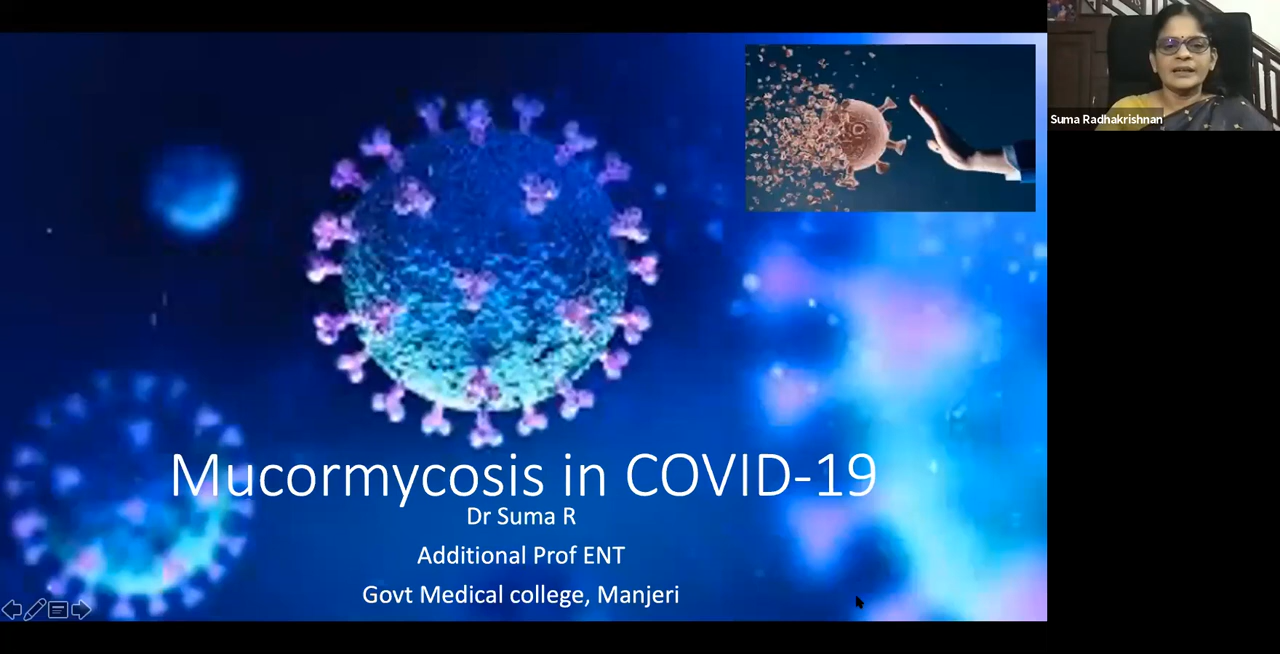 Suma Radhakrishnan
Mucormycosis in COVID-19
Dr Suma R
Additional Prof ENT
Govt Medical college, Manjeri